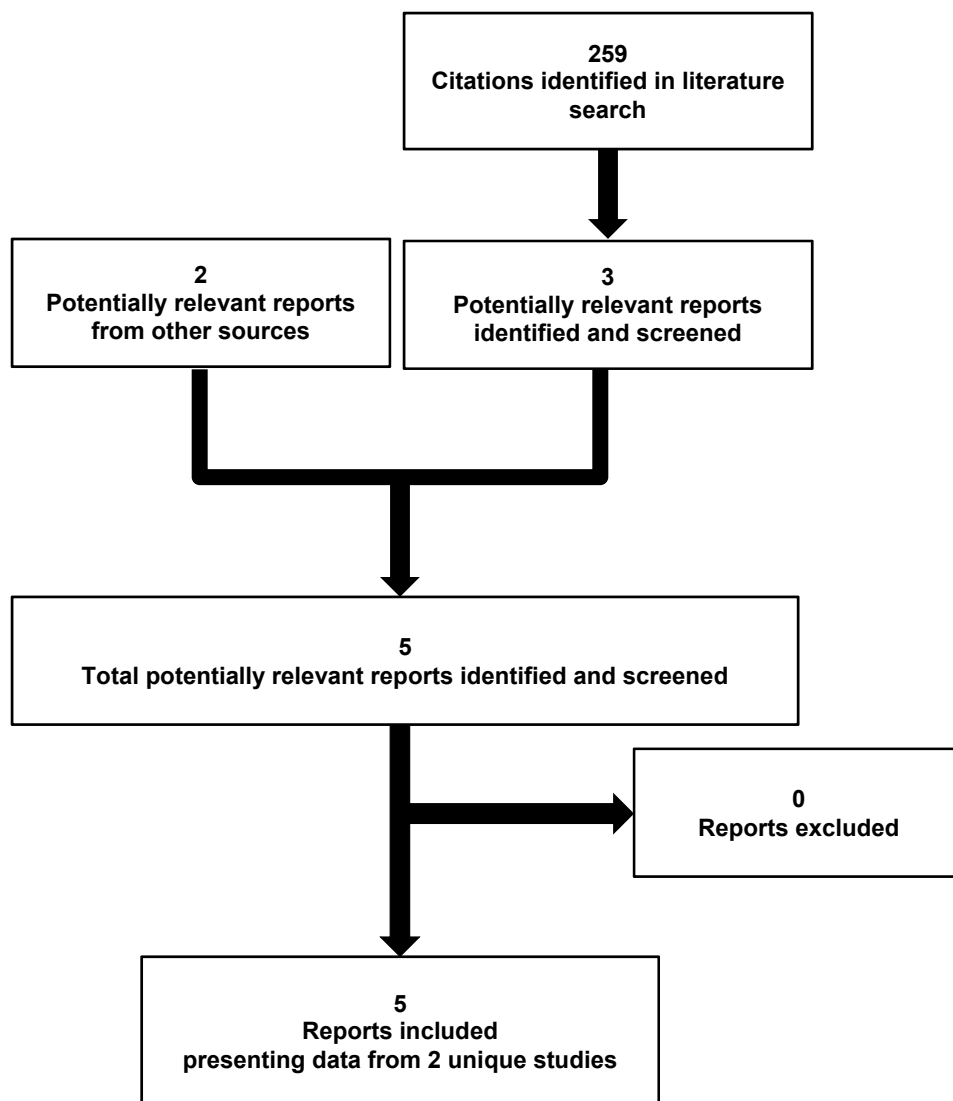 259
Citations identified in literature
search
2
Potentially relevant reports
from other sources
3
Potentially relevant reports
identified and screened
5
Total potentially relevant reports identified and screened
0
Reports excluded
5
Reports included
presenting data from 2 unique studies